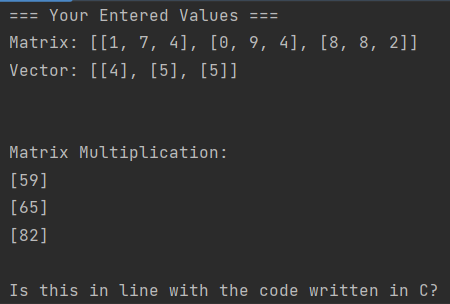 === Your Entered Values ===
Matrix: [[1, 7, 4], [0, 9, 4], [8, 8, 2]]
Vector: [[4], [5], [5]]
Matrix Multiplication:
[59]
[65]
[82]
Is this in line with the code written in C?